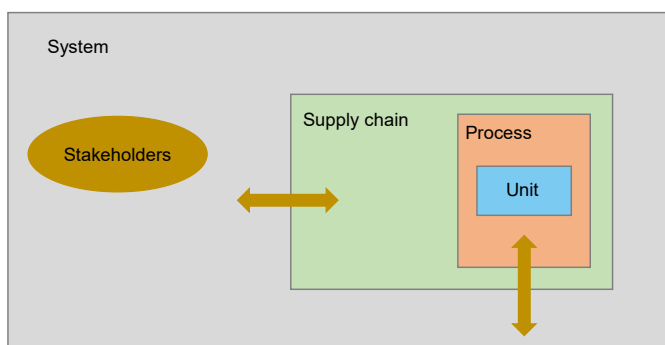 System
Supply chain
Process
Stakeholders
Unit